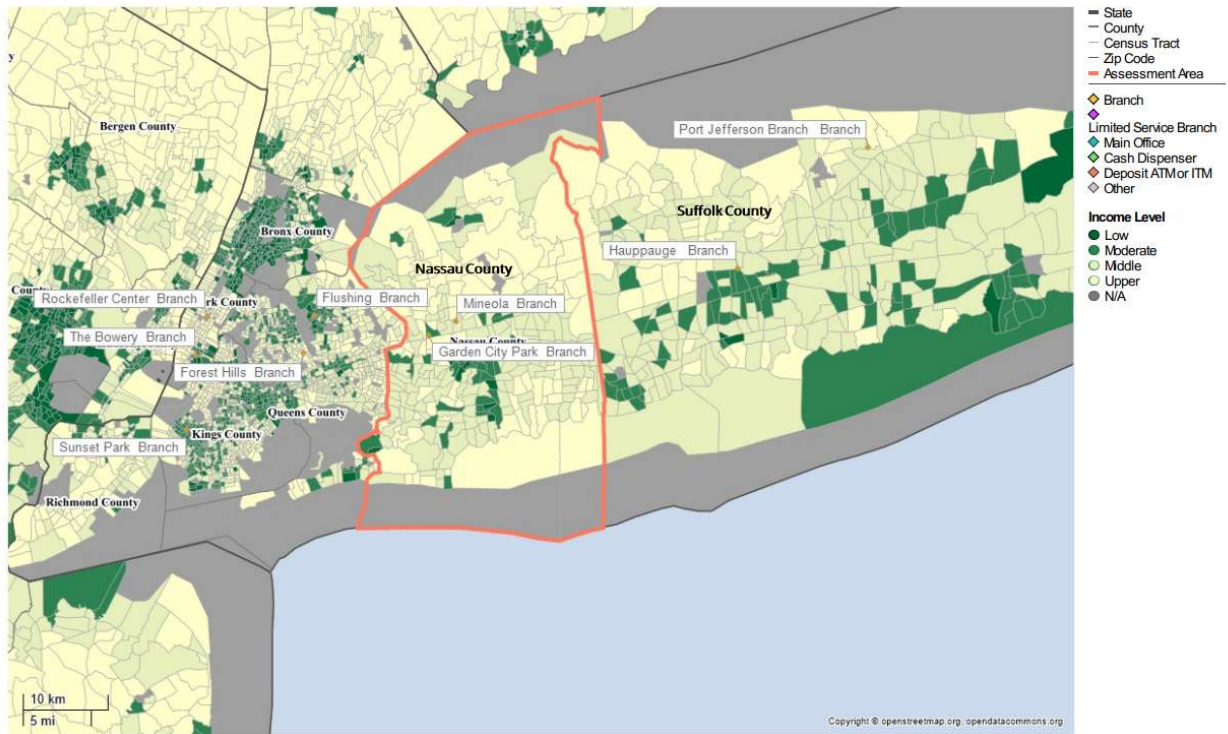 Bergen County
Bronx County
Port Jefferson Branch Branch
Suffolk County
Hauppauge Branch
Nassau County
County
Rockefeller Center Branch
rk County
Flushing Branch
Mineola Branch
The Bowery Branch
Nassau County
Garden City Park Branch
Forest Hills Branch
Queens County
Kings County
Sunset Park Branch
Richmond County
10 km
5 mi
Copyright © openstreetmap.org, opendatacommons.org
State
County
Census Tract
Zip Code
Assessment Area
Branch
Limited Service Branch
Main Office
Cash Dispenser
Deposit ATM or ITM
Other
Income Level
Low
Moderate
Middle
Upper
N/A